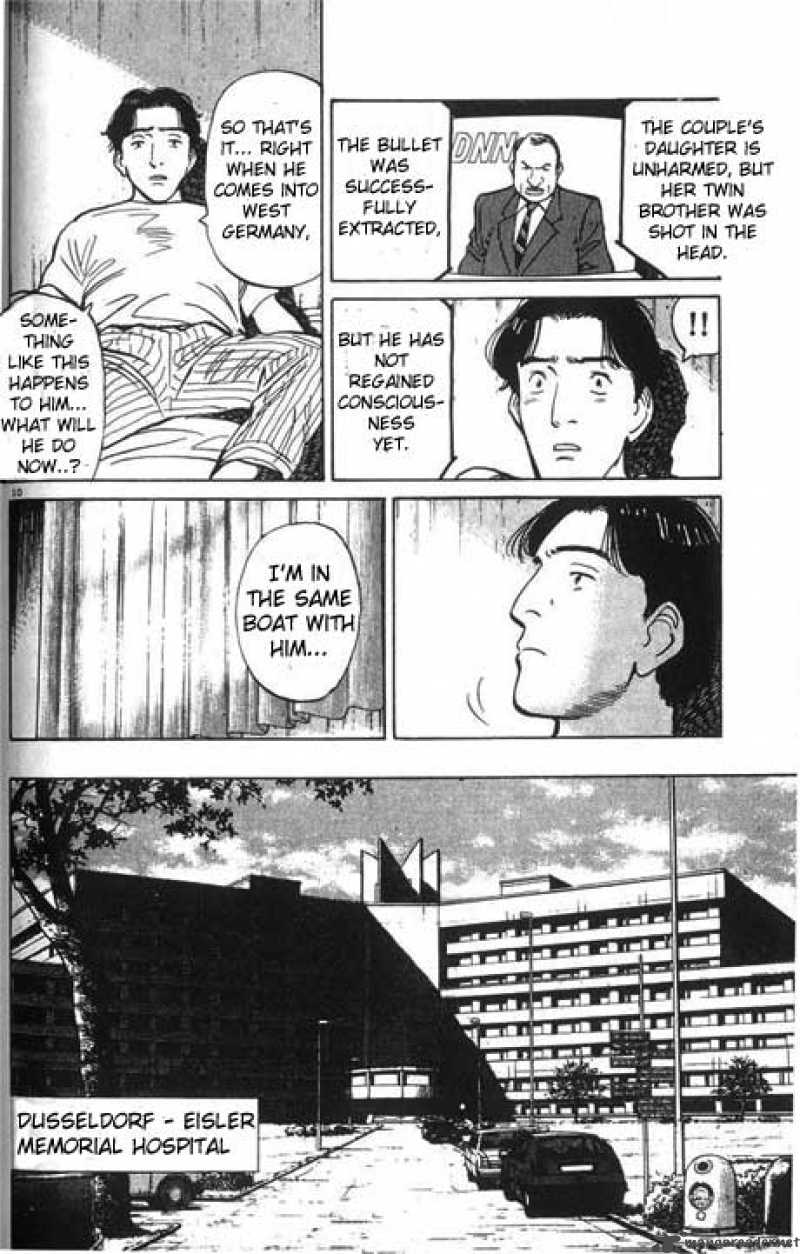 THE COUPLE'S
DAUGHTER IS
UNHARMED, BUT
HER TWIN
BROTHER WAS
SHOT IN THE
HEAD.
DNN
THE BULLET
WAS
SUCCESS-
FULLY
EXTRACTED,
!!
BUT HE HAS
NOT
REGAINED
CONSCIOUS-
NESS
YET.
SO THAT'S
IT... RIGHT
WHEN HE
COMES INTO
WEST
GERMANY,
SOME-
THING
LIKE THIS
HAPPENS
TO HIM...
WHAT WILL
HE DO
NOW..?
10
I'M IN
THE SAME
BOAT WITH
HIM...
DUSSELDORF - EISLER
MEMORIAL HOSPITAL
mangareader.net